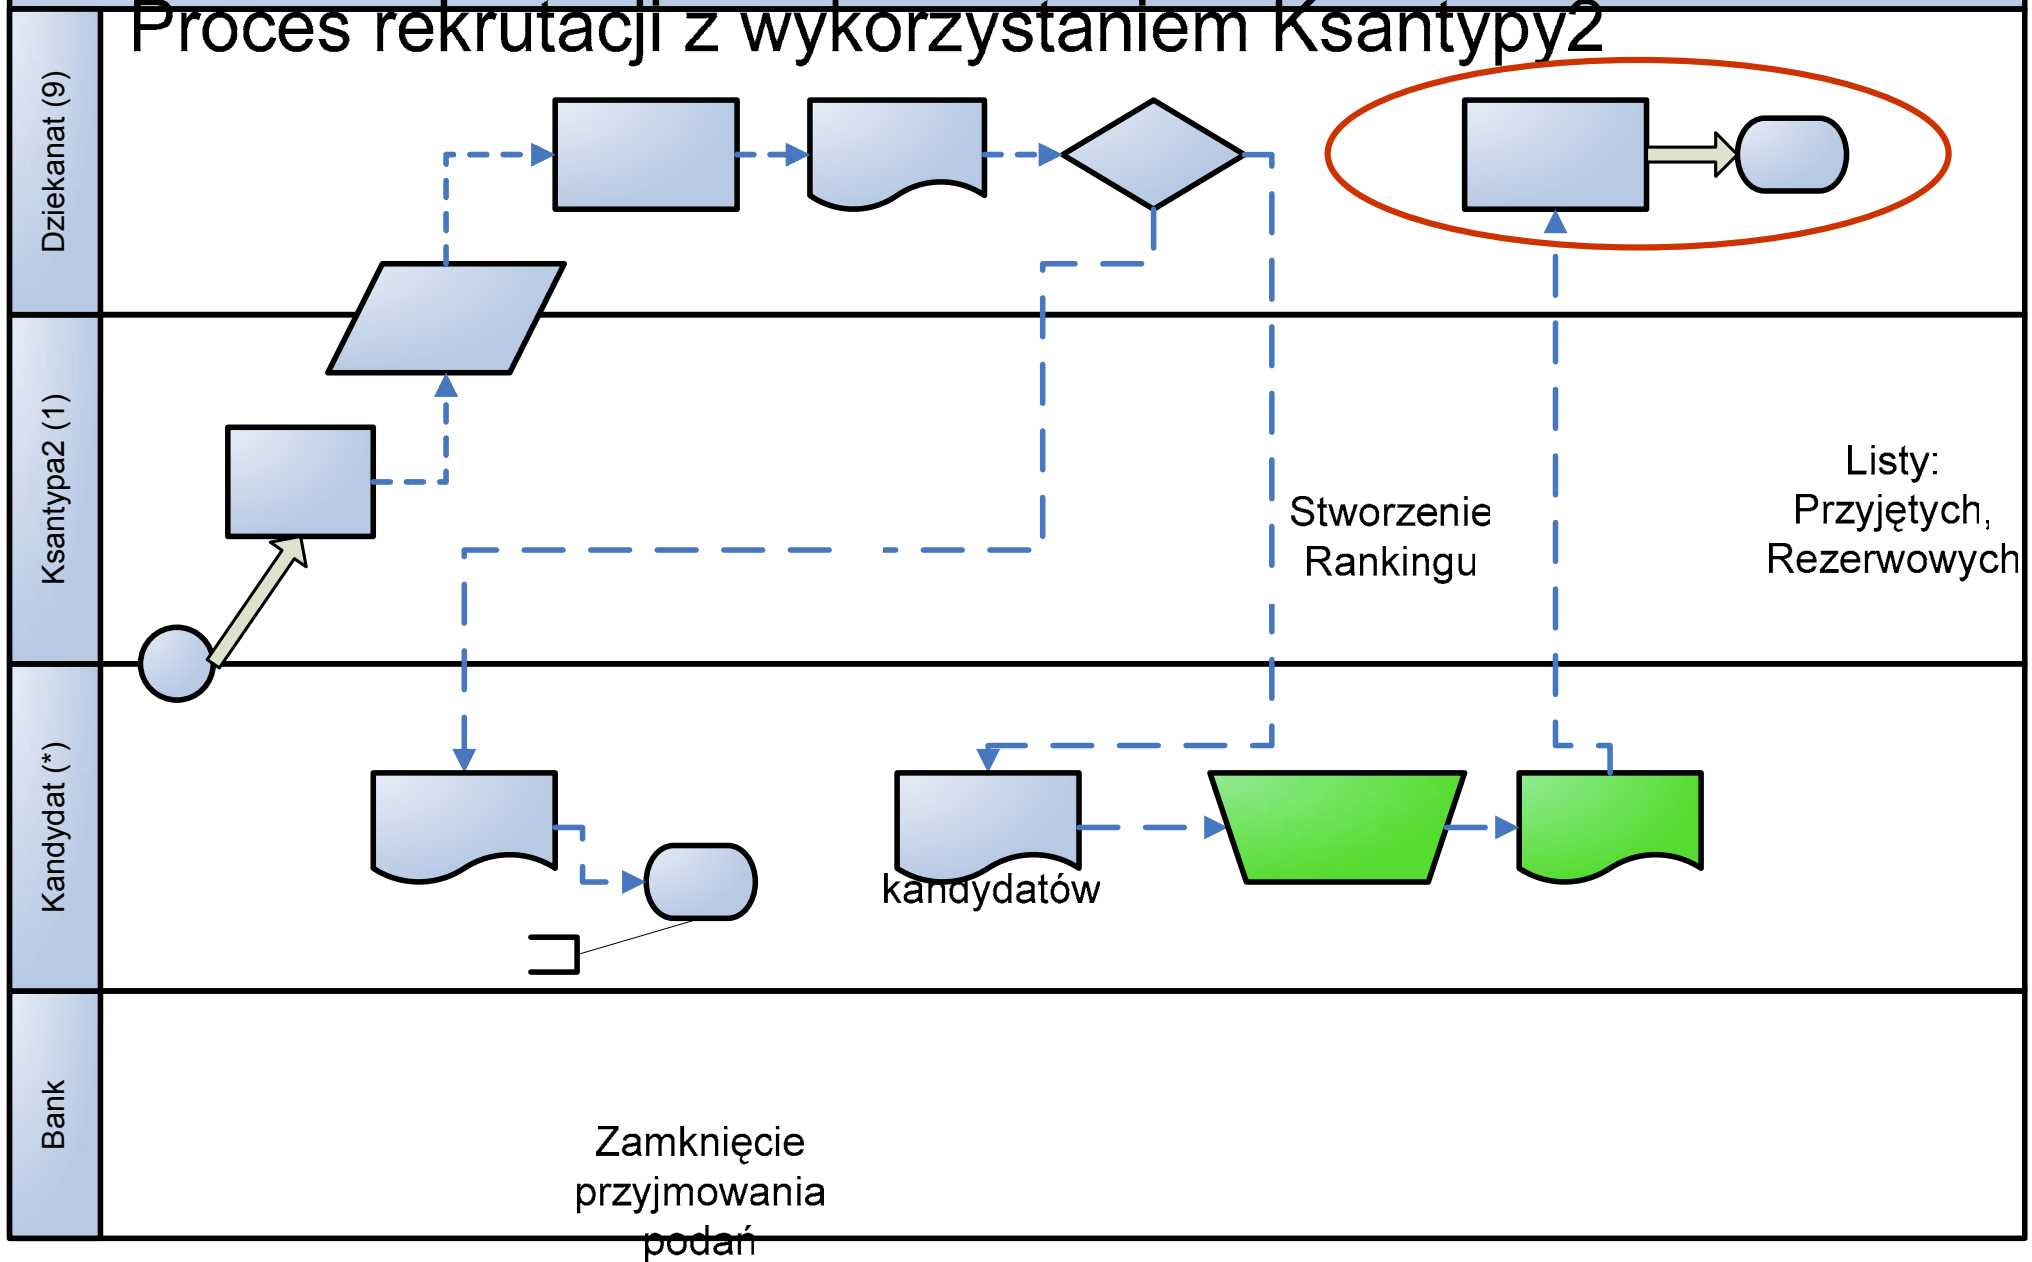 Proces rekrutacji z wykorzystaniem Ksantypy2
Dziekanat (9)
Ksantypa2 (1)
Stworzenie
Rankingu
Listy:
Przyjętych,
Rezerwowych
Kandydat (*)
kandydatów
Bank
Zamknięcie
przyjmowania
podań